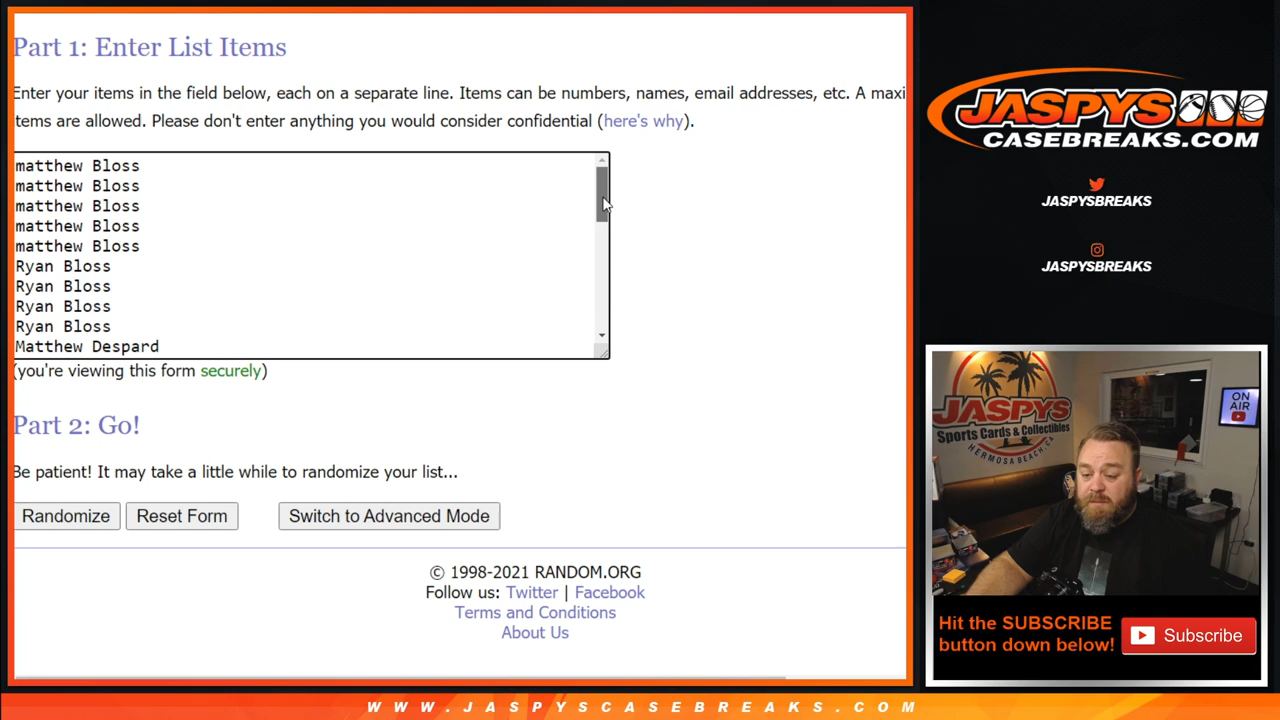 Part 1: Enter List Items
Enter your items in the field below, each on a separate line. Items can be numbers, names, email addresses, etc. A maxi
tems are allowed. Please don't enter anything you would consider confidential (here's why).
matthew Bloss
matthew Bloss
matthew Bloss
matthew Bloss
matthew Bloss
Ryan Bloss
Ryan Bloss
Ryan Bloss
Ryan Bloss
Matthew Despard
(you're viewing this form securely)
Part 2: Go!
Be patient! It may take a little while to randomize your list...
Randomize Reset Form Switch to Advanced Mode
© 1998-2021 RANDOM.ORG
Follow us: Twitter | Facebook
Terms and Conditions
About Us
JASPYS
CASEBREAKS.COM
JASPYSBREAKS
JASPYSBREAKS
JASPYS
Sports Cards & Collectibles
HERMOSA BEACH, CA
ON
AIR
Hit the SUBSCRIBE
button down below!
Subscribe
WWW.JASPYSCASEBREAKS.COM